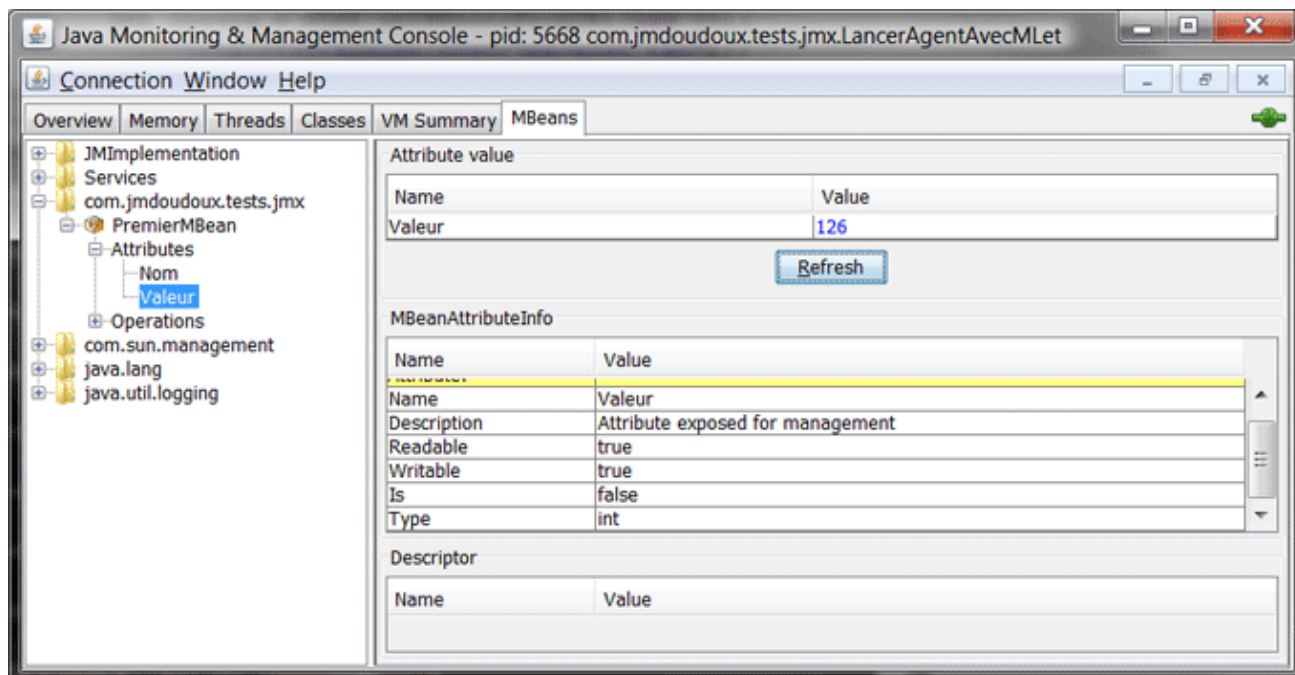 Java Monitoring & Management Console - pid: 5668 com.jmdoudoux.tests.jmx.LancerAgentAvecMLet
Connection Window Help
Overview Memory Threads Classes VM Summary MBeans
JMImplementation
Services
com.jmdoudoux.tests.jmx
PremierMBean
Attributes
Nom
Valeur
Operations
com.sun.management
java.lang
java.util.logging
Attribute value
Name Value
Valeur 126
Refresh
MBeanAttributeInfo
Name Value
Name Valeur
Description Attribute exposed for management
Readable true
Writable true
Is false
Type int
Descriptor
Name Value